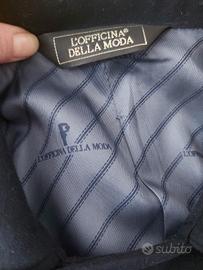 L'OFFICINA®
DELLA MODA
P
L'OFFICINA DELLA MODA
L'OFFICINA DELLA MODA
subito